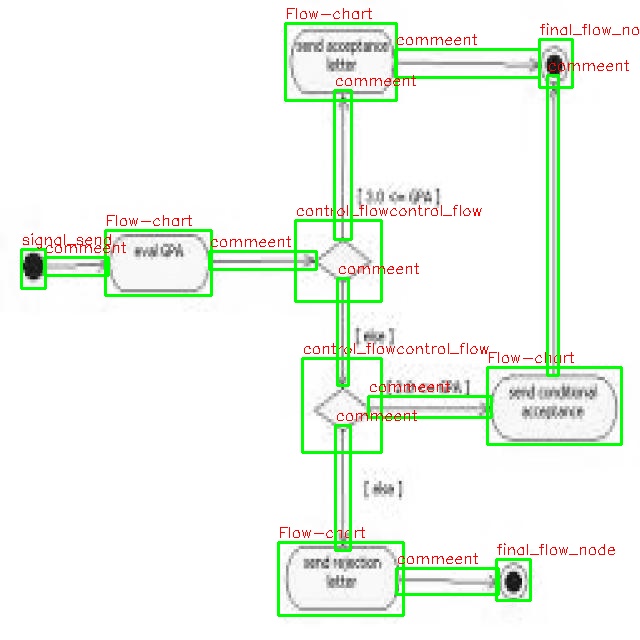 Flow-chart
final_flow_no
send acceptance
commeent
letter
commeent
commeent
[ 3.0 <= GPA ]
control_flowcontrol_flow
Flow-chart
signal_send
commeent
commeent
eval GPA
commeent
[ else ]
control_flowcontrol_flow
Flow-chart
commeent
GPA ]
send conditional
acceptance
commeent
[ else ]
Flow-chart
final_flow_node
send rejection
commeent
letter